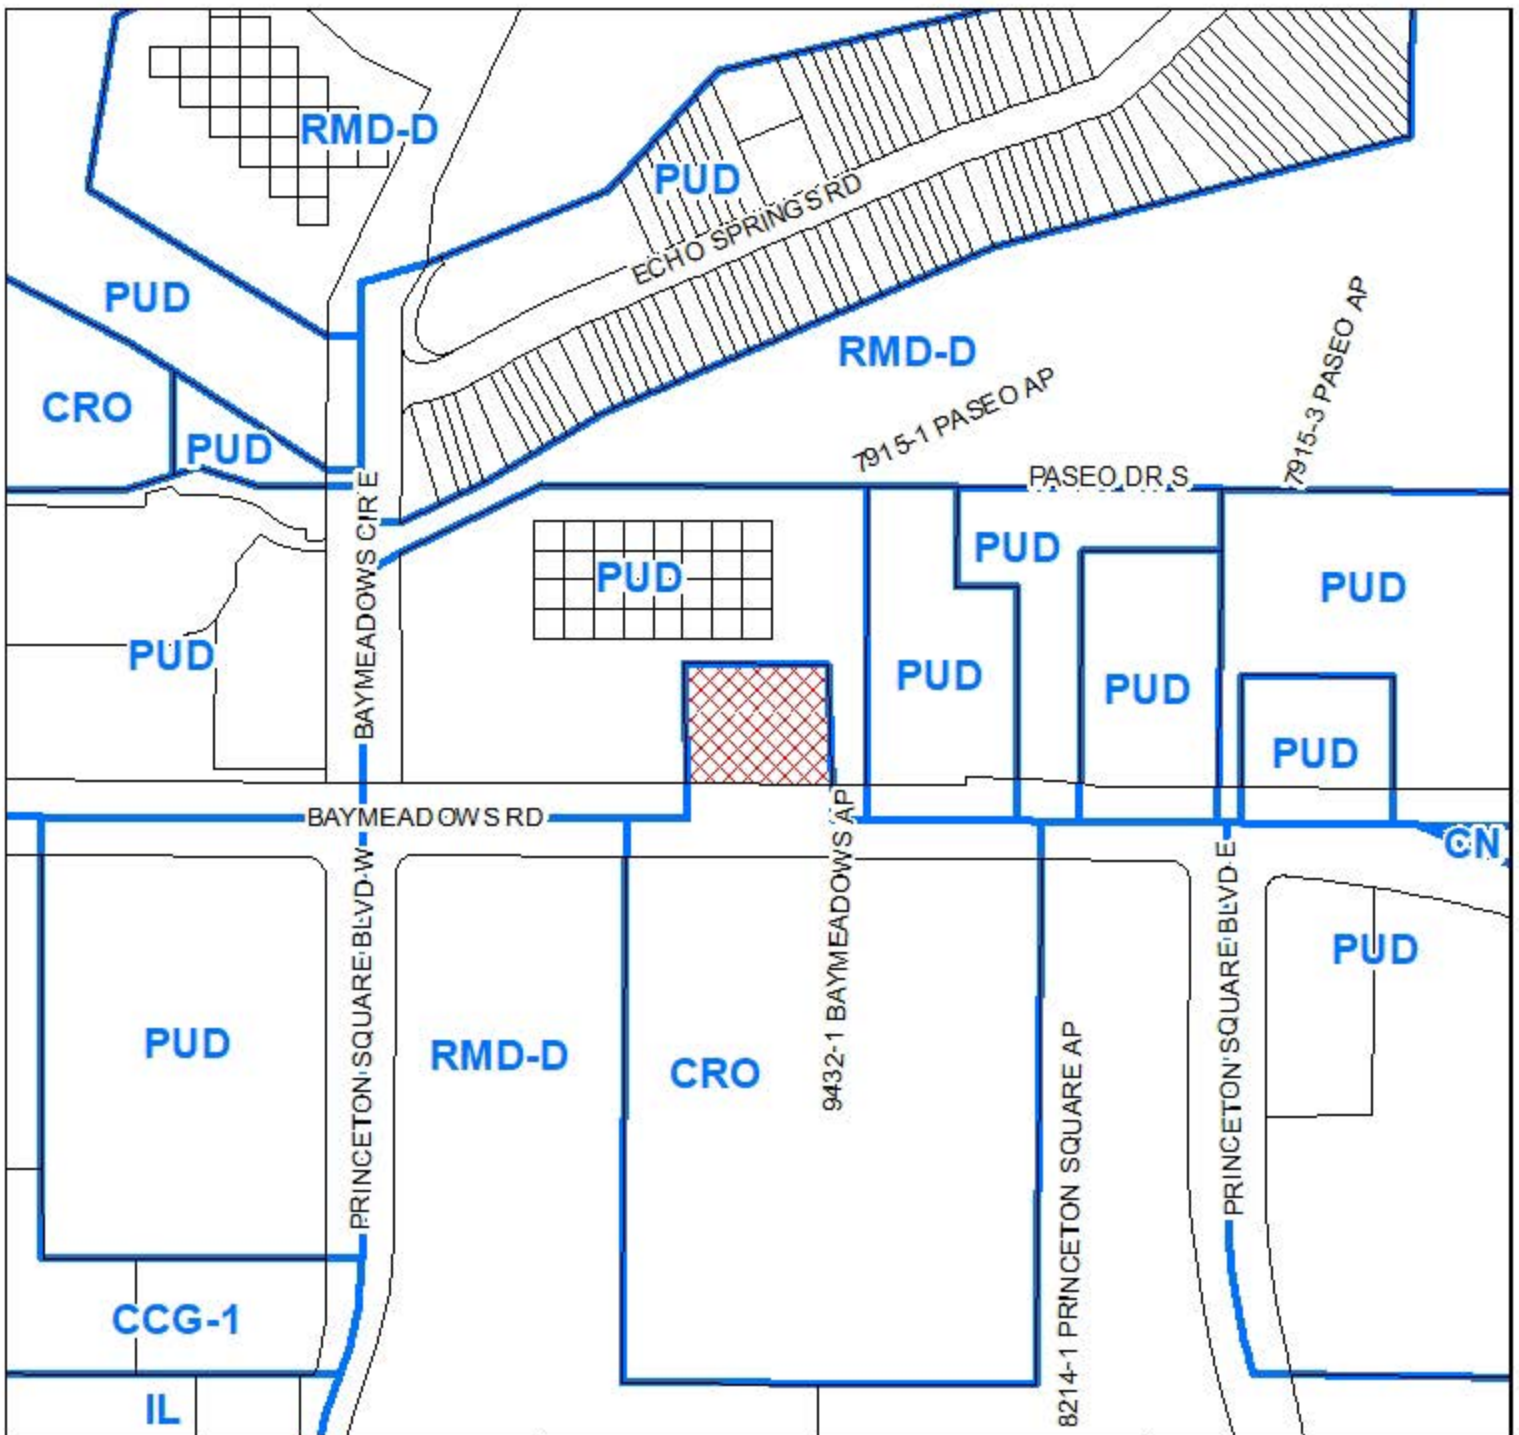 RMD-D
PUD
ECHO SPRINGS RD
PUD
RMD-D
7915-1 PASEO AP
7915-3 PASEO AP
CRO
PUD
PASEO DR S
BAYMEADOWS CIR E
PUD
PUD
PUD
PUD
PUD
PUD
PUD
PUD
BAYMEADOWS RD
9432-1 BAYMEADOWS AP
CN
PRINCETON SQUARE BLVD W
PRINCETON SQUARE BLVD E
PUD
PUD
RMD-D
CRO
8214-1 PRINCETON SQUARE AP
CCG-1
IL